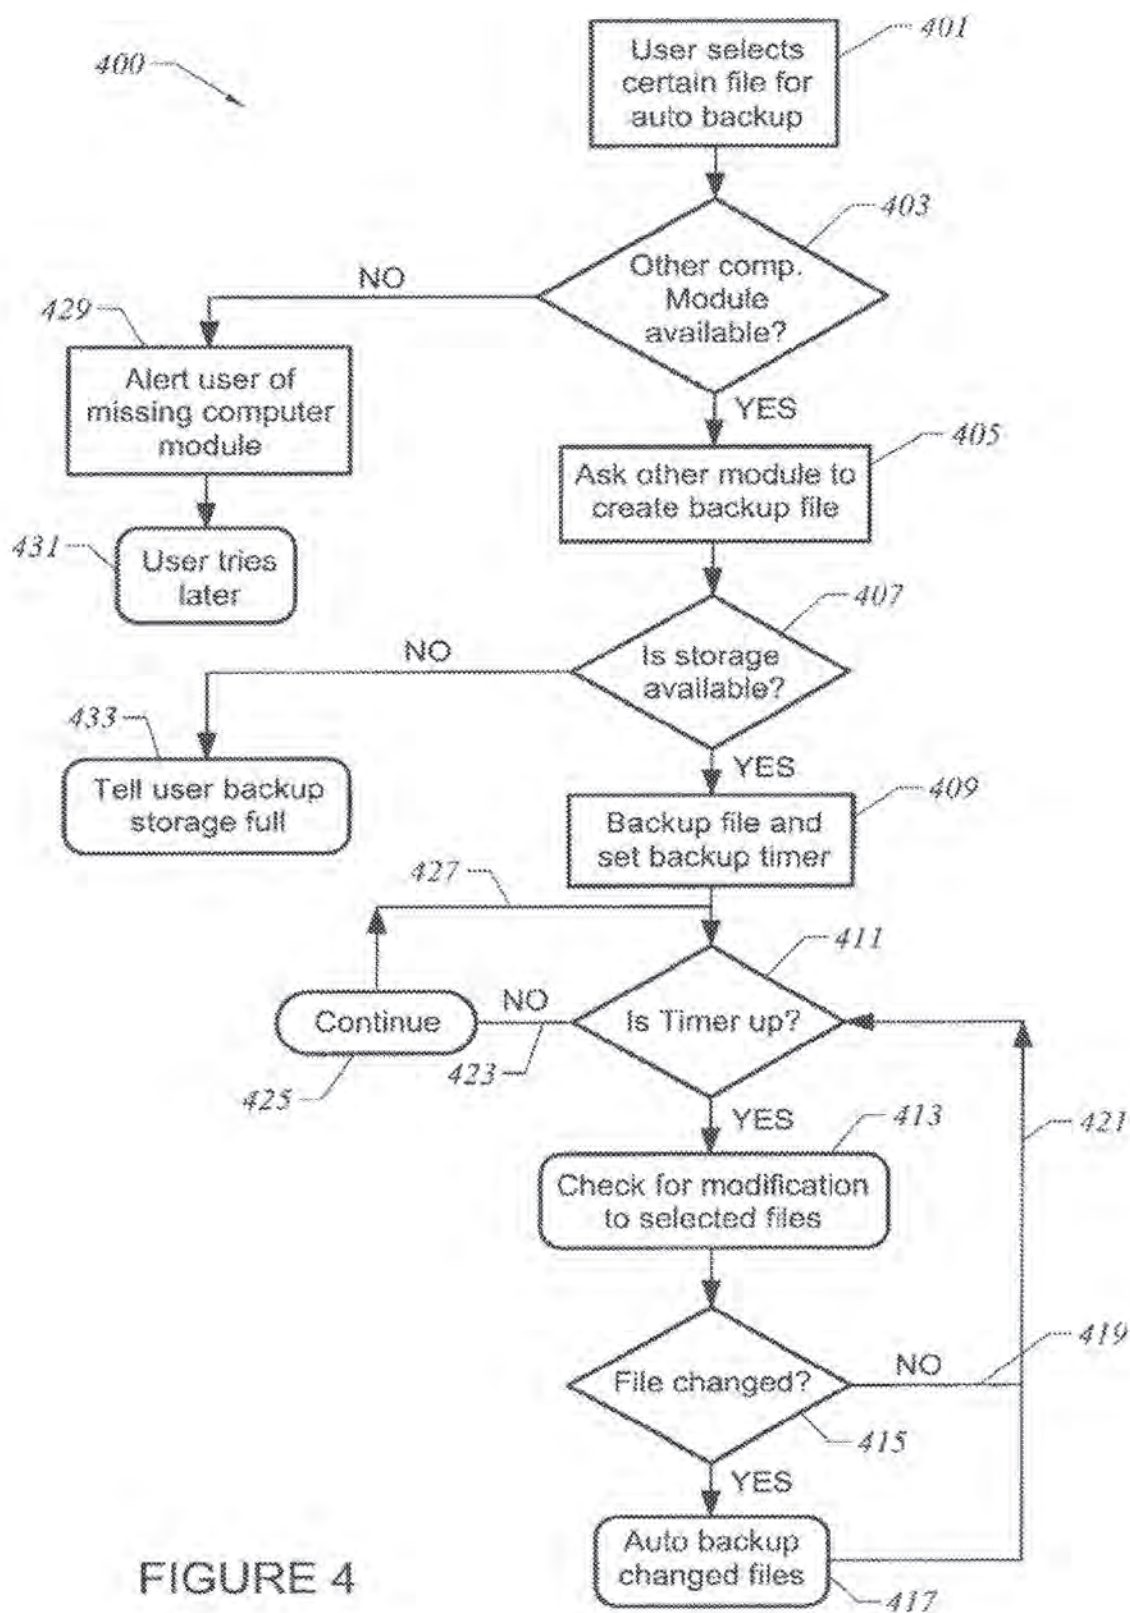 400
401
User selects
certain file for
auto backup
403
Other comp.
Module
available?
NO
429
Alert user of
missing computer
module
YES
405
Ask other module to
create backup file
431
User tries
later
407
Is storage
available?
NO
433
Tell user backup
storage full
YES
409
Backup file and
set backup timer
427
411
Is Timer up?
NO
Continue
423
425
YES
413
Check for modification
to selected files
421
419
File changed?
NO
415
YES
Auto backup
changed files
417
FIGURE 4